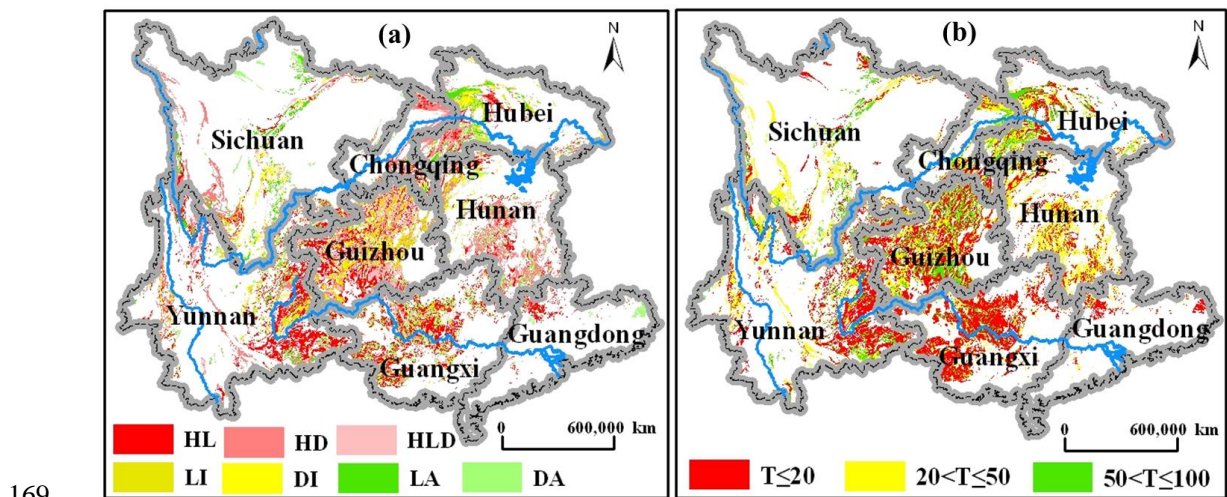 (a)
N
Sichuan
Hubei
Chongqing
Hunan
Guizhou
Yunnan
Guangdong
Guangxi
HL HD HLD
0 600,000 km
LI DI LA DA
(b)
N
Sichuan
Hubei
Chongqing
Hunan
Guizhou
Yunnan
Guangdong
Guangxi
0 600,000 km
T≤20 20<T≤50 50<T≤100
169